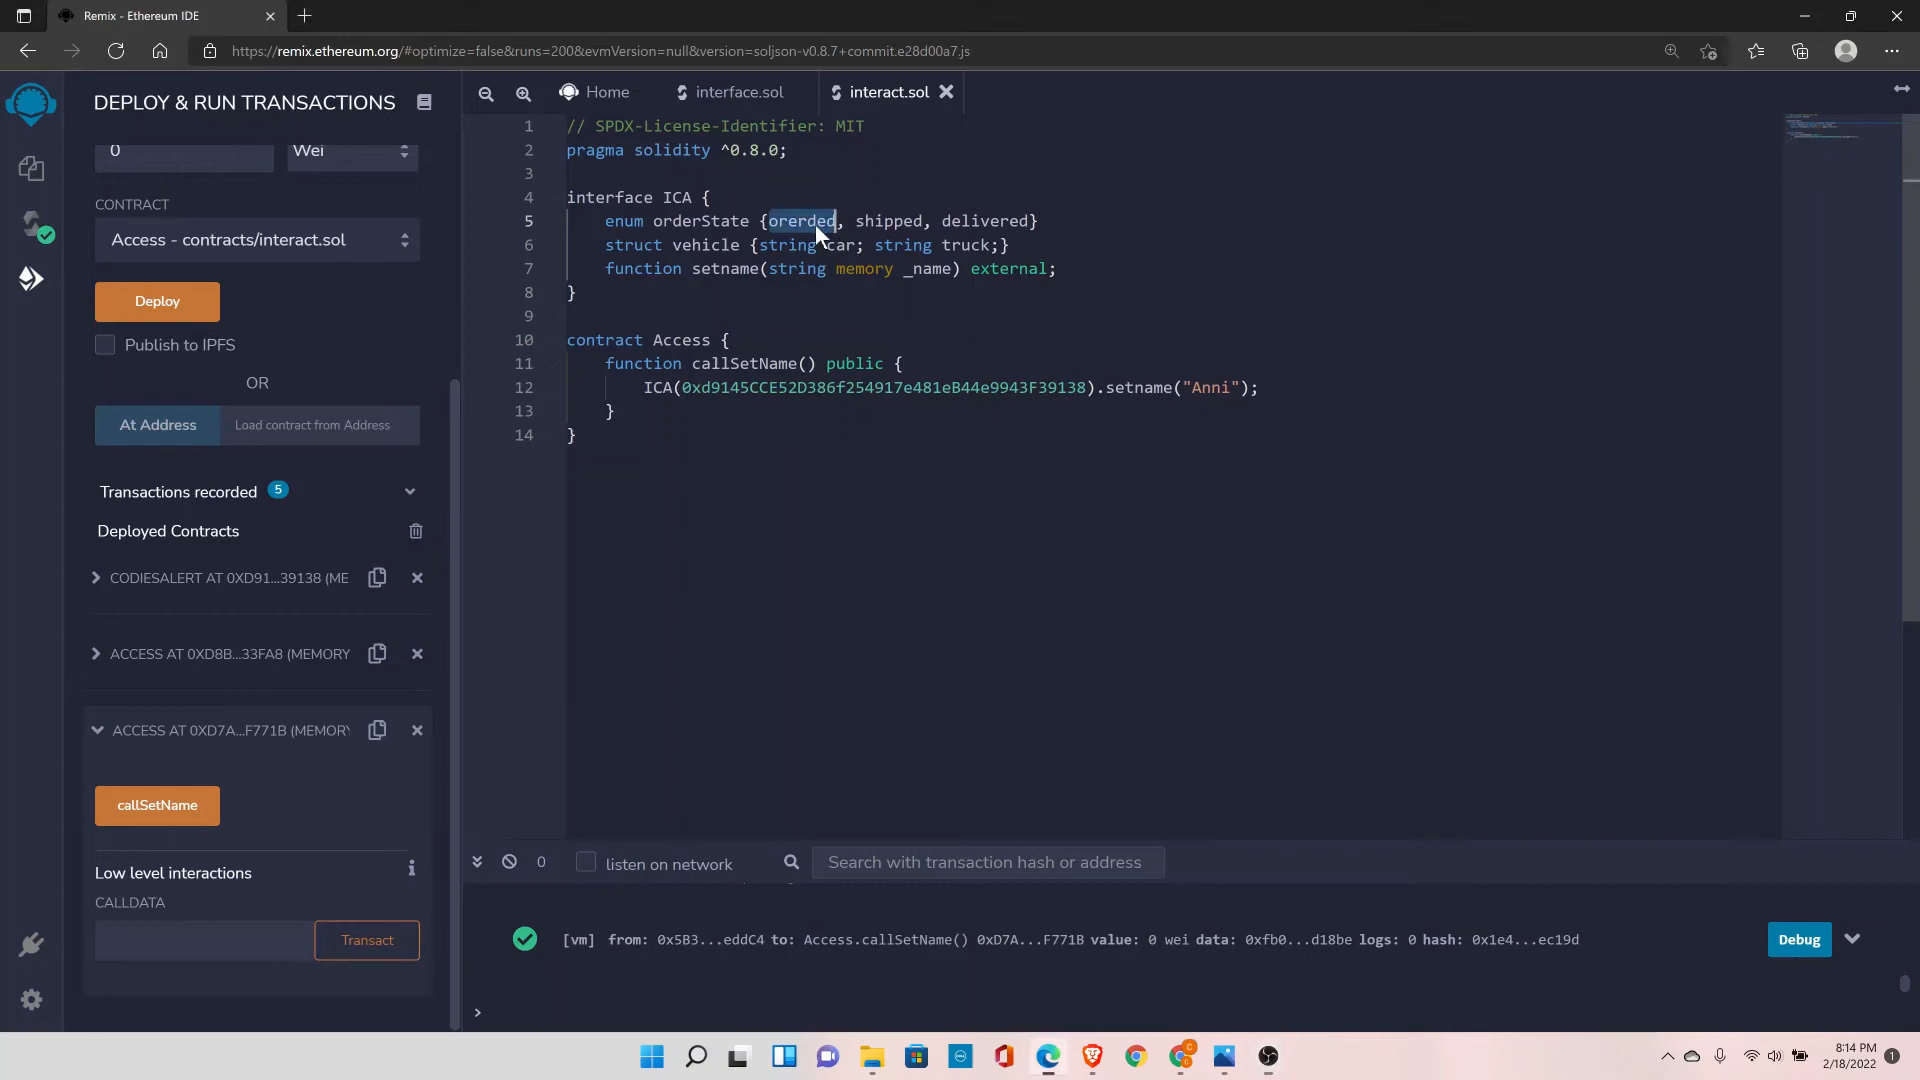 Remix - Ethereum IDE
https://remix.ethereum.org/#optimize=false&runs=200&evmVersion=null&version=soljson-v0.8.7+commit.e28d00a7.js
DEPLOY & RUN TRANSACTIONS
0
Wei
CONTRACT
Access - contracts/interact.sol
Deploy
Publish to IPFS
OR
At Address
Load contract from Address
Transactions recorded 5
Deployed Contracts
CODIESALERT AT 0XD91...39138 (ME
ACCESS AT 0XD8B...33FA8 (MEMORY
ACCESS AT 0XD7A...F771B (MEMORY
callSetName
Low level interactions
CALLDATA
Transact
Home
interface.sol
interact.sol
1 // SPDX-License-Identifier: MIT
2 pragma solidity ^0.8.0;
3
4 interface ICA {
5 enum orderState {orerded, shipped, delivered}
6 struct vehicle {string car; string truck;}
7 function setname(string memory _name) external;
8 }
9
10 contract Access {
11 function callSetName() public {
12 ICA(0xd9145CCE52D386f254917e481eB44e9943F39138).setname("Anni");
13 }
14 }
0
listen on network
Search with transaction hash or address
[vm] from: 0x5B3...eddC4 to: Access.callSetName() 0xD7A...F771B value: 0 wei data: 0xfb0...d18be logs: 0 hash: 0x1e4...ec19d
Debug
>
8:14 PM
2/18/2022
1